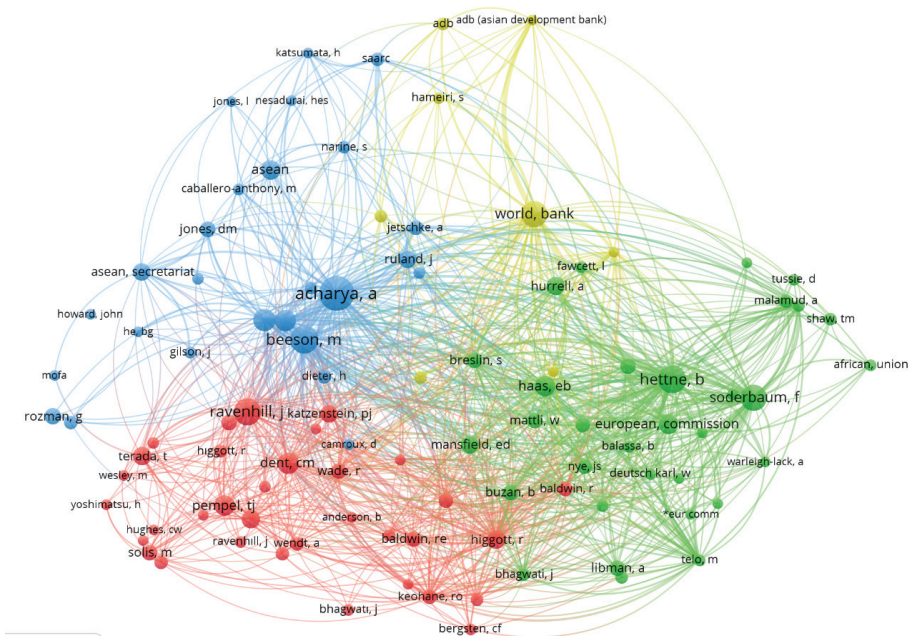 adb
adb (asian development bank)
katsumata, h
saarc
hameiri, s
jones, l
nesadurai, hes
narine, s
asean
caballero-anthony, m
world, bank
jetschke, a
jones, dm
ruland, j
fawcett, l
asean, secretariat
hurrell, a
tussie, d
malamud, a
acharya, a
shaw, tm
howard, john
he, bg
beeson, m
gilson, j
breslin, s
african, union
mofa
dieter, h
haas, eb
hettne, b
soderbaum, f
rozman, g
ravenhill, j
katzenstein, pj
mattli, w
european, commission
camroux, d
mansfield, ed
balassa, b
higgott, r
terada, t
dent, cm
wade, r
nye, js
deutsch karl, w
warleigh-lack, a
wesley, m
buzan, b
baldwin, r
yoshimatsu, h
pempel, tj
anderson, b
*eur comm
hughes, cw
ravenhill, j
wendt, a
baldwin, re
higgott, r
solis, m
telo, m
bhagwati, j
libman, a
keohane, ro
bhagwati, j
bergsten, cf